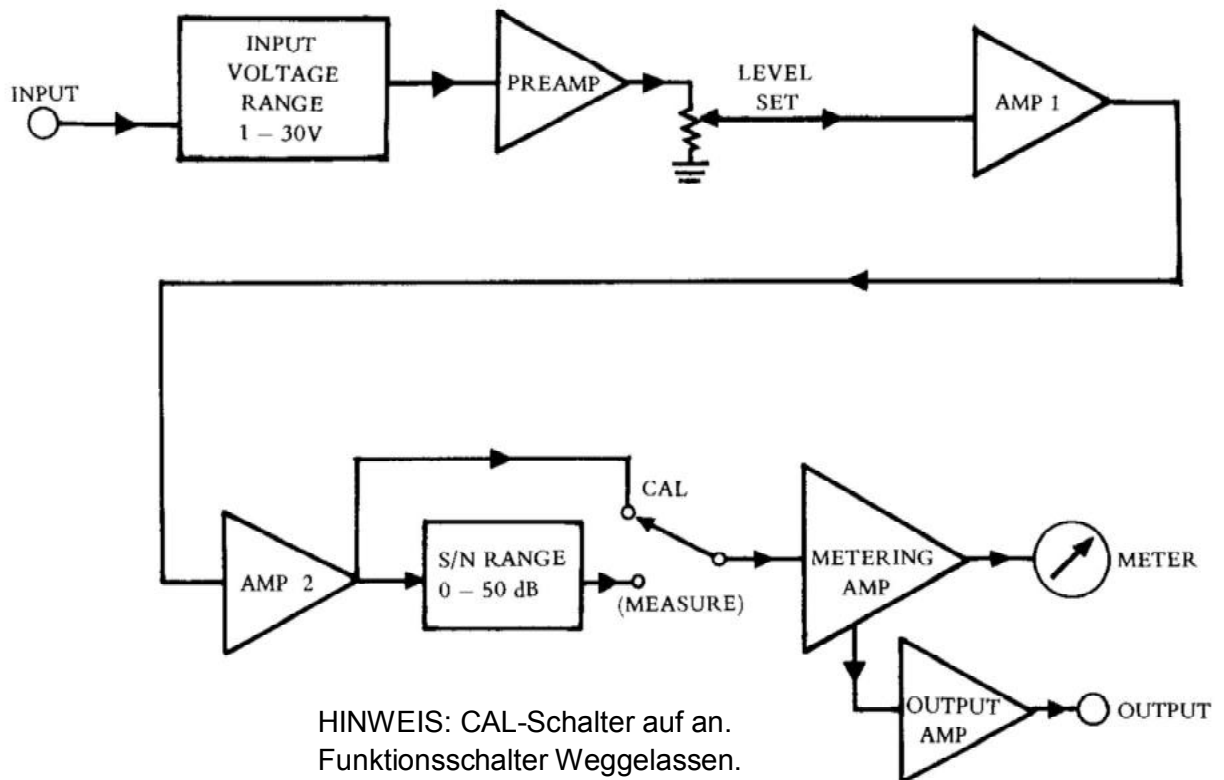 INPUT
INPUT
VOLTAGE
RANGE
1 – 30V
PREAMP
LEVEL
SET
AMP 1
AMP 2
S/N RANGE
0 – 50 dB
CAL
(MEASURE)
METERING
AMP
METER
OUTPUT
AMP
OUTPUT
HINWEIS: CAL-Schalter auf an.
Funktionsschalter Weggelassen.